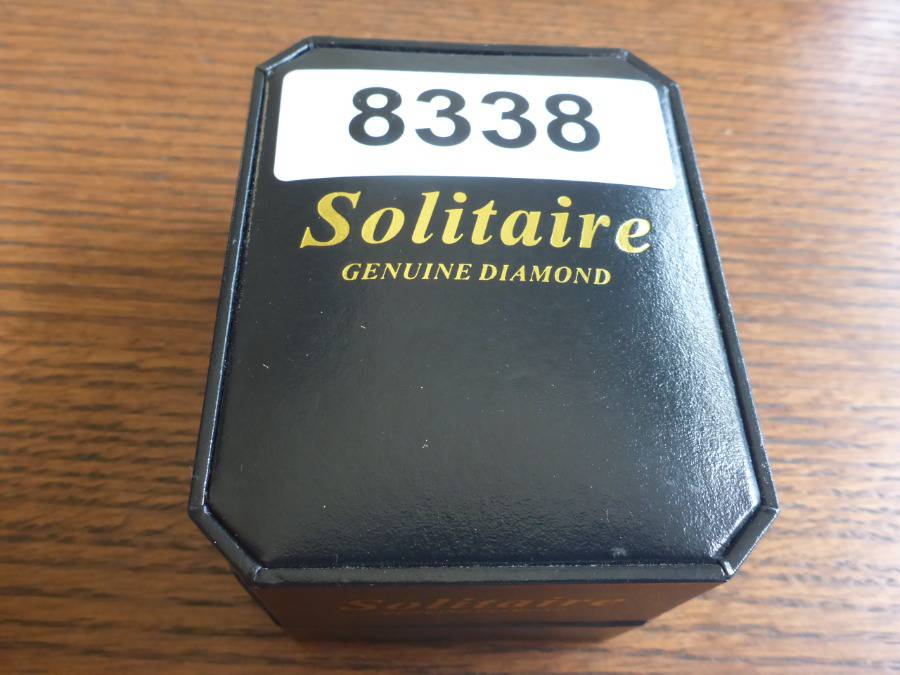 8338
Solitaire
GENUINE DIAMOND
Solitaire